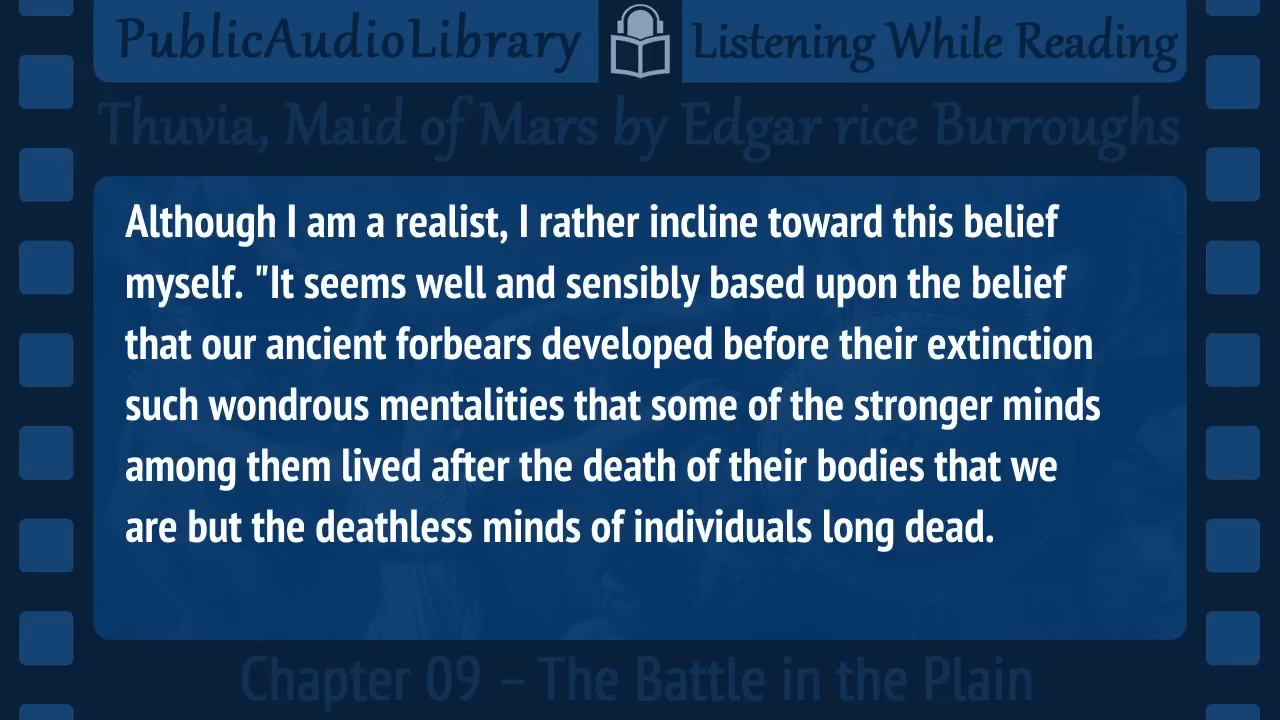 PublicAudioLibrary Listening While Reading
Thuvia, Maid of Mars by Edgar rice Burroughs
Although I am a realist, I rather incline toward this belief
myself. "It seems well and sensibly based upon the belief
that our ancient forbears developed before their extinction
such wondrous mentalities that some of the stronger minds
among them lived after the death of their bodies that we
are but the deathless minds of individuals long dead.
Chapter 09 – The Battle in the Plain